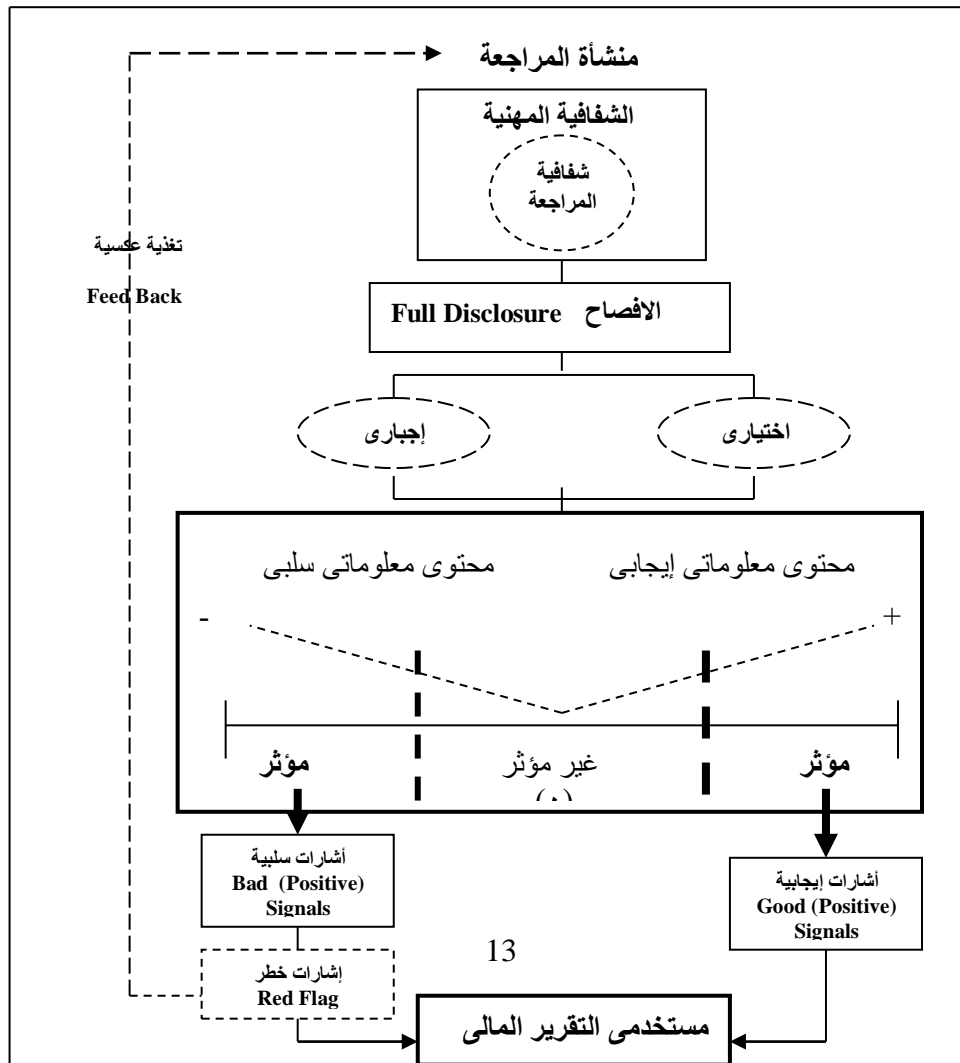 منشأة المراجعة
الشفافية المهنية
شفافية
المراجعة
تغذية عكسية
Feed Back
الافصاح Full Disclosure
اختيارى
إجبارى
محتوى معلوماتى إيجابى
محتوى معلوماتى سلبى
+
-
مؤثر
غير مؤثر
مؤثر
أشارات إيجابية
Good (Positive)
Signals
أشارات سلبية
Bad (Positive)
Signals
إشارات خطر
Red Flag
13
مستخدمى التقرير المالى